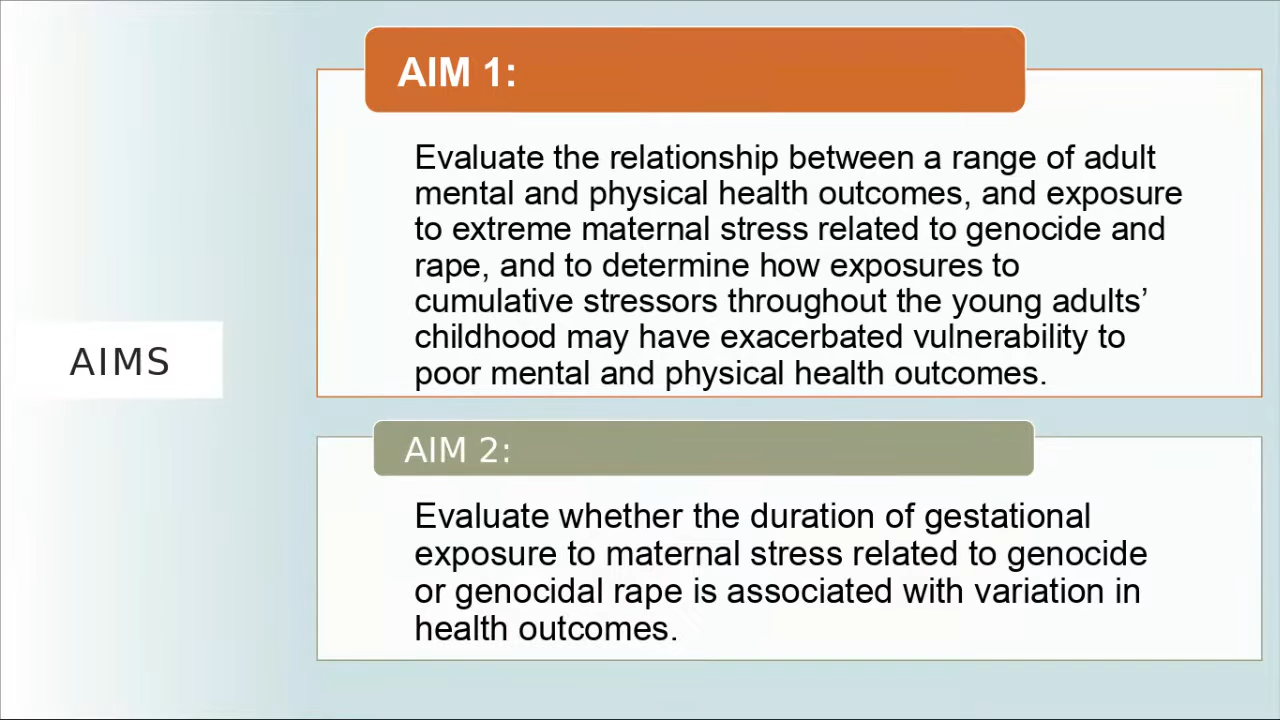 AIMS
AIM 1:
Evaluate the relationship between a range of adult
mental and physical health outcomes, and exposure
to extreme maternal stress related to genocide and
rape, and to determine how exposures to
cumulative stressors throughout the young adults’
childhood may have exacerbated vulnerability to
poor mental and physical health outcomes.
AIM 2:
Evaluate whether the duration of gestational
exposure to maternal stress related to genocide
or genocidal rape is associated with variation in
health outcomes.